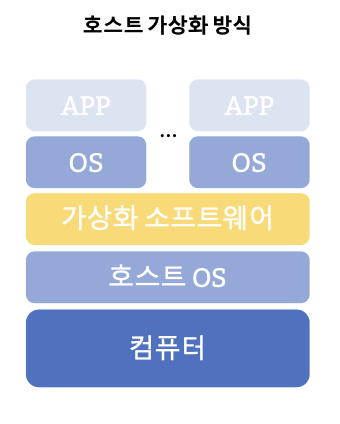 호스트 가상화 방식
APP APP
...
OS OS
가상화 소프트웨어
호스트 OS
컴퓨터